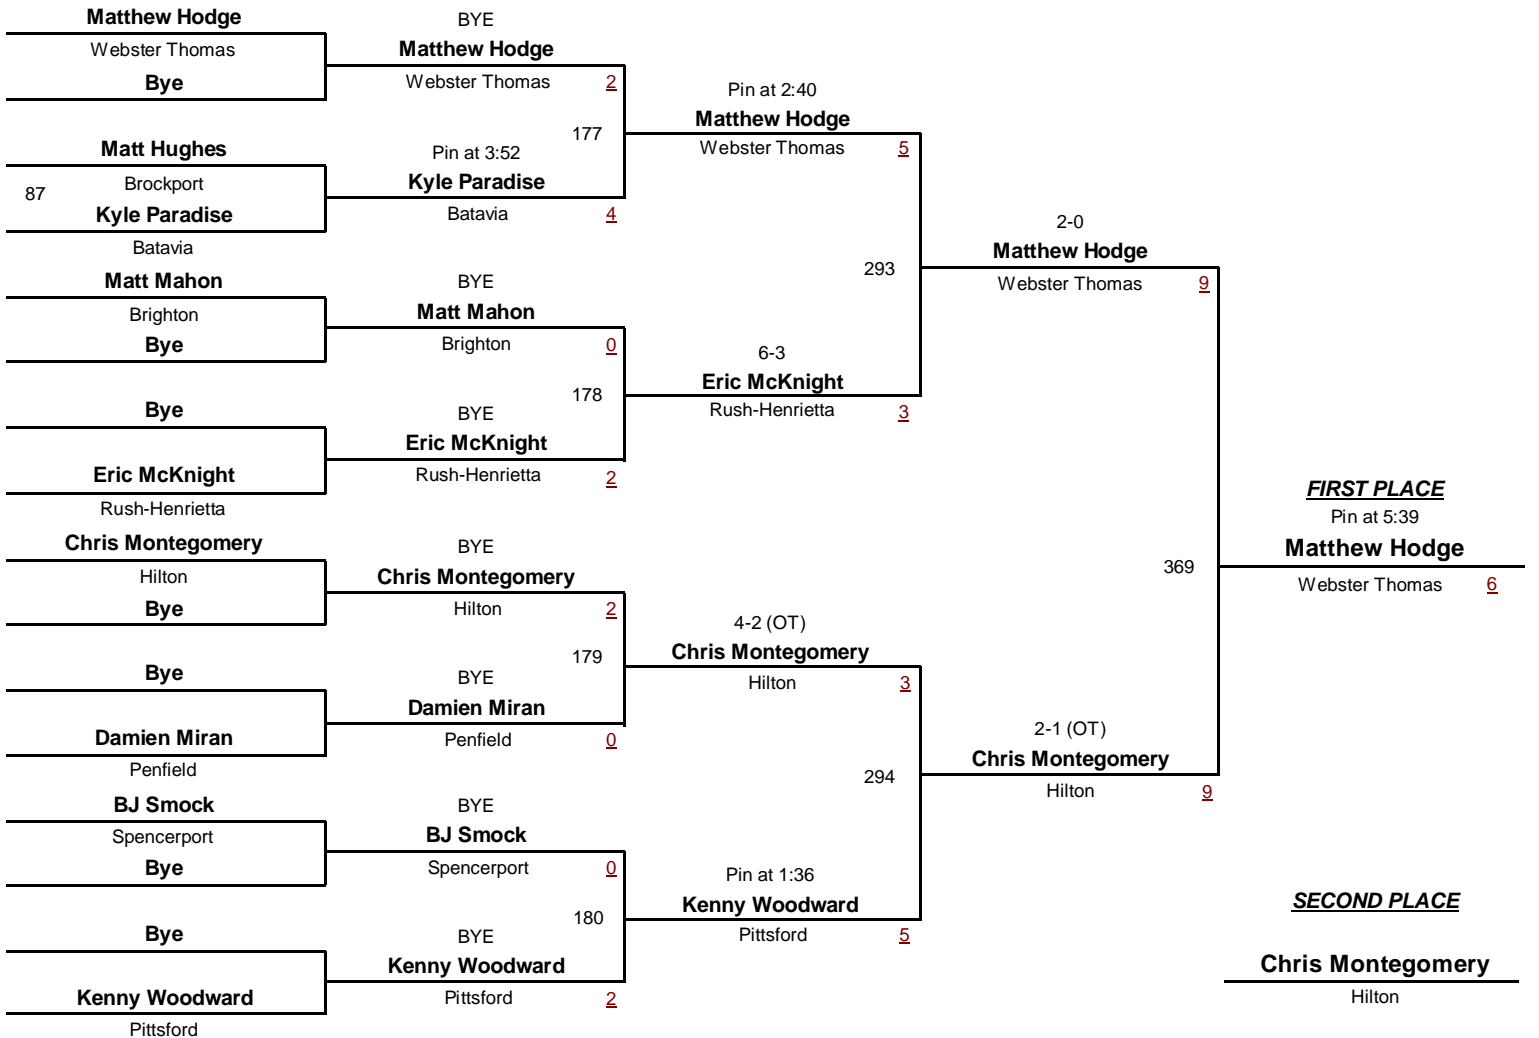 Matthew Hodge
Webster Thomas
Bye
Matt Hughes
87
Brockport
Kyle Paradise
Batavia
Matt Mahon
Brighton
Bye
Bye
Eric McKnight
Rush-Henrietta
Chris Montegomery
Hilton
Bye
Bye
Damien Miran
Penfield
BJ Smock
Spencerport
Bye
Bye
Kenny Woodward
Pittsford
BYE
Matthew Hodge
Webster Thomas 2
177
Pin at 3:52
Kyle Paradise
Batavia 4
BYE
Matt Mahon
Brighton 0
178
BYE
Eric McKnight
Rush-Henrietta 2
BYE
Chris Montegomery
Hilton 2
179
BYE
Damien Miran
Penfield 0
BYE
BJ Smock
Spencerport 0
180
BYE
Kenny Woodward
Pittsford 2
Pin at 2:40
Matthew Hodge
Webster Thomas 5
293
6-3
Eric McKnight
Rush-Henrietta 3
4-2 (OT)
Chris Montegomery
Hilton 3
294
Pin at 1:36
Kenny Woodward
Pittsford 5
2-0
Matthew Hodge
Webster Thomas 9
369
2-1 (OT)
Chris Montegomery
Hilton 9
FIRST PLACE
Pin at 5:39
Matthew Hodge
Webster Thomas 6
SECOND PLACE
Chris Montegomery
Hilton